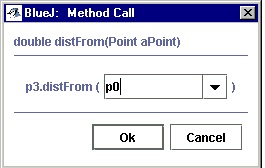 BlueJ: Method Call
double distFrom(Point aPoint)
p3.distFrom ( p0 )
Ok Cancel